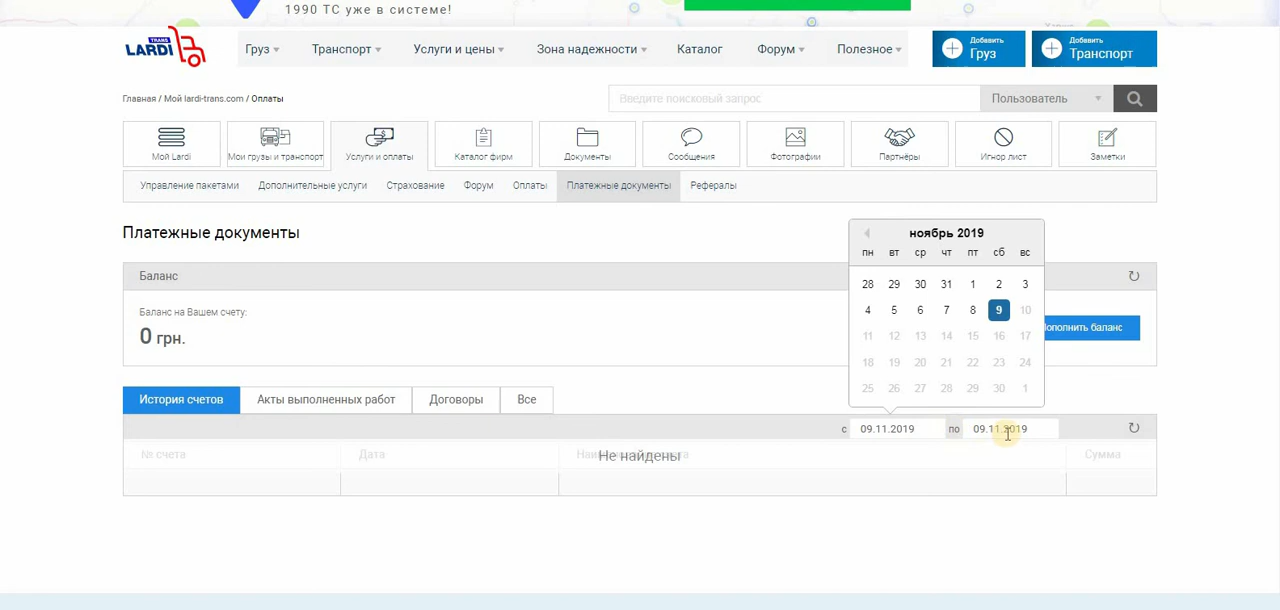 1990 ТС уже в системе!
TRANS
LARDI
Груз
Транспорт
Услуги и цены
Зона надежности
Каталог
Форум
Полезное
Добавить
Груз
Добавить
Транспорт
Главная / Мой lardi-trans.com / Оплаты
Введите поисковый запрос
Пользователь
Мой Lardi
Мои грузы и транспорт
Услуги и оплаты
Каталог фирм
Документы
Сообщения
Фотографии
Партнёры
Игнор лист
Заметки
Управление пакетами
Дополнительные услуги
Страхование
Форум
Оплаты
Платежные документы
Рефералы
Платежные документы
ноябрь 2019
пн вт ср чт пт сб вс
28 29 30 31 1 2 3
4 5 6 7 8 9 10
11 12 13 14 15 16 17
18 19 20 21 22 23 24
25 26 27 28 29 30 1
Баланс
Баланс на Вашем счету:
0 грн.
ополнить баланс
История счетов
Акты выполненных работ
Договоры
Все
с 09.11.2019 по 09.11.2019
№ счета
Дата
Не найдены
Сумма